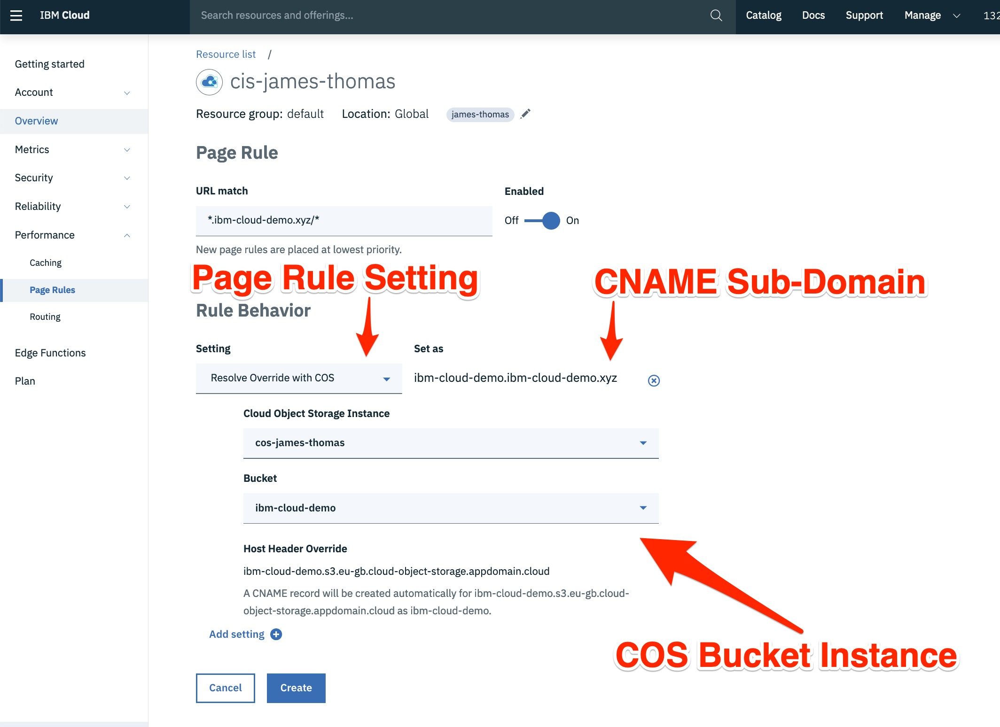 IBM Cloud
Search resources and offerings...
Catalog
Docs
Support
Manage
132
Getting started
Account
Overview
Metrics
Security
Reliability
Performance
Caching
Page Rules
Routing
Edge Functions
Plan
Resource list /
cis-james-thomas
Resource group: default Location: Global james-thomas
Page Rule
URL match
Enabled
*.ibm-cloud-demo.xyz/*
Off On
New page rules are placed at lowest priority.
Page Rule Setting
CNAME Sub-Domain
Rule Behavior
Setting
Set as
Resolve Override with COS
ibm-cloud-demo.ibm-cloud-demo.xyz
Cloud Object Storage Instance
cos-james-thomas
Bucket
ibm-cloud-demo
Host Header Override
ibm-cloud-demo.s3.eu-gb.cloud-object-storage.appdomain.cloud
A CNAME record will be created automatically for ibm-cloud-demo.s3.eu-gb.cloud-
object-storage.appdomain.cloud as ibm-cloud-demo.
Add setting
COS Bucket Instance
Cancel
Create